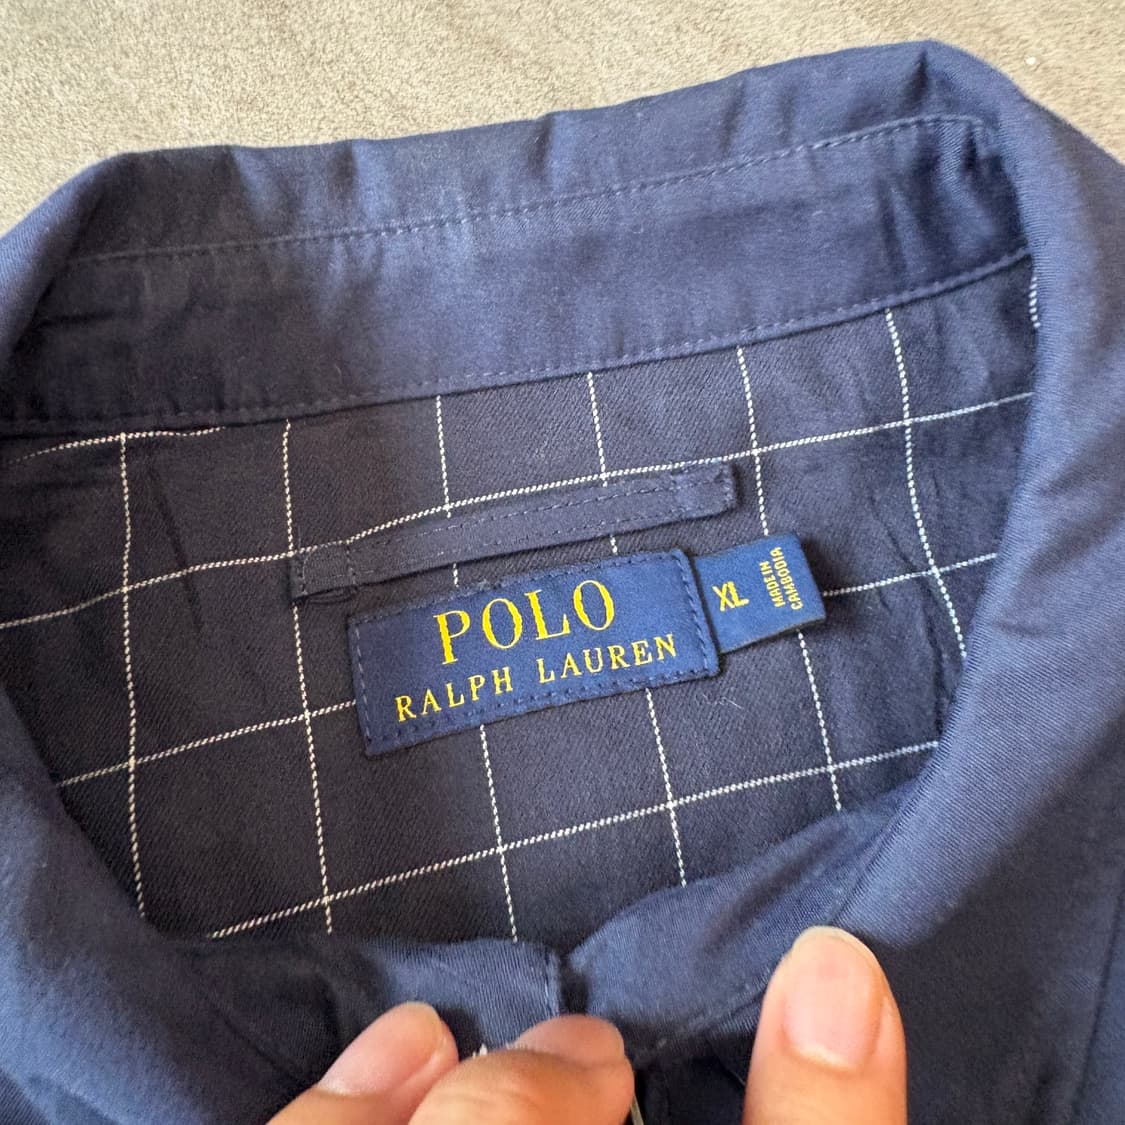 POLO
RALPH LAUREN
XL
MADE IN
CAMBODIA